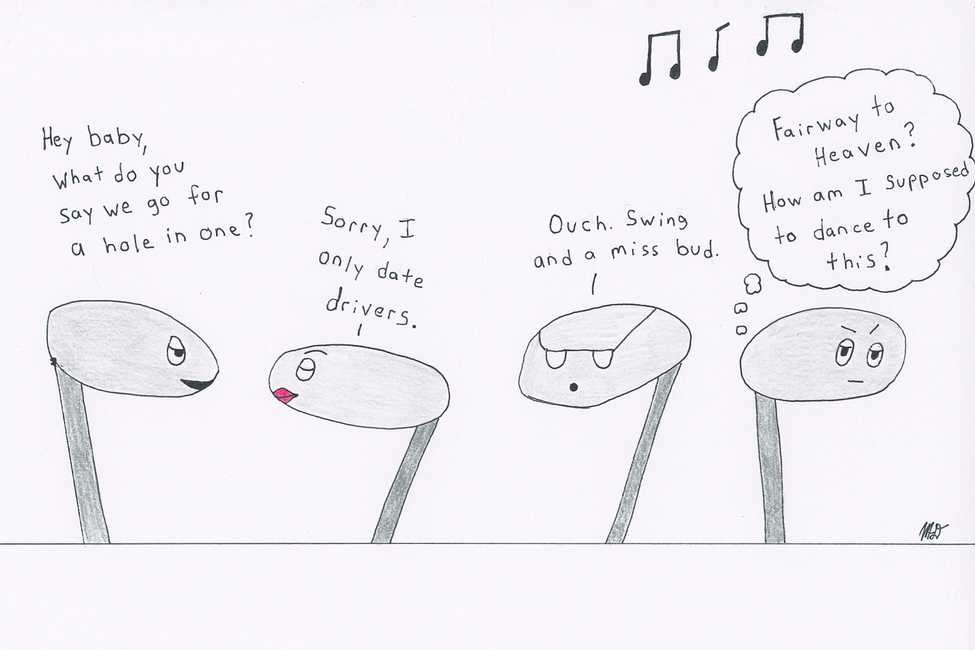 Hey baby,
what do you
say we go for
a hole in one?
Sorry, I
only date
drivers.
Ouch. Swing
and a miss bud.
Fairway to
Heaven?
How am I supposed
to dance to
this?